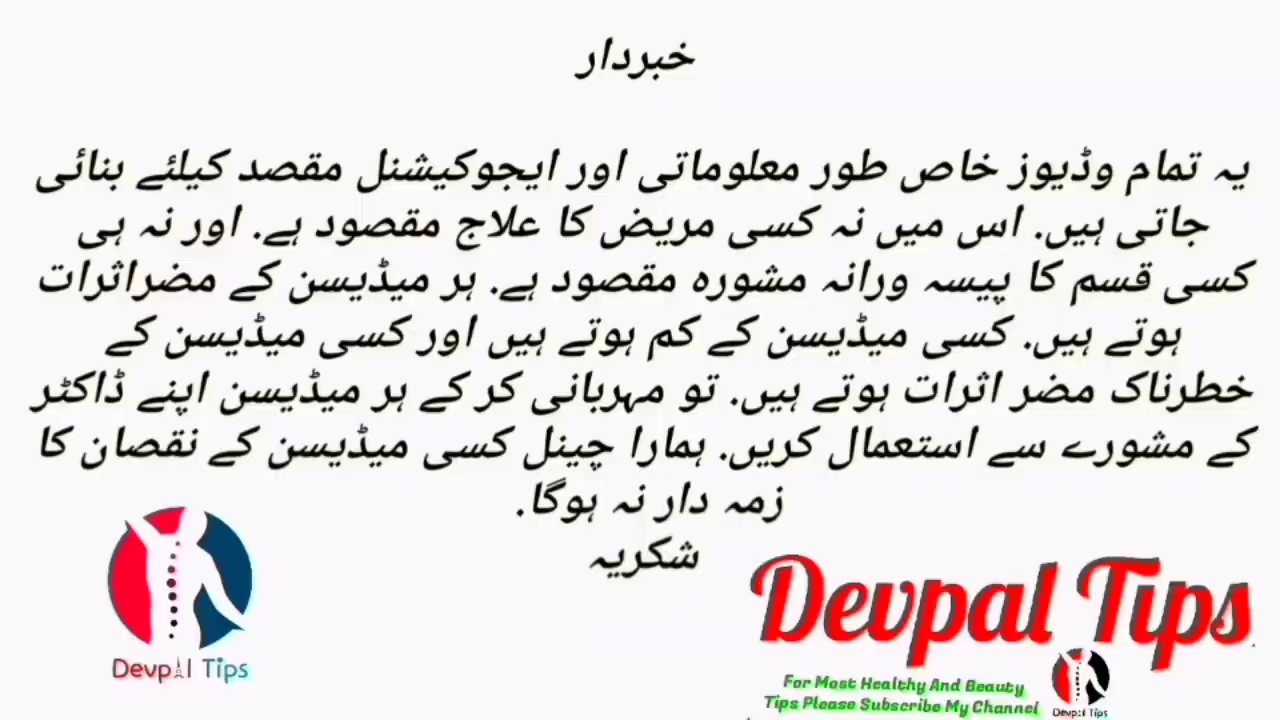 خبردار
یہ تمام وڈیوز خاص طور معلوماتی اور ایجوکیشنل مقصد کیلئے بنائی
جاتی ہیں. اس میں نہ کسی مریض کا علاج مقصود ہے. اور نہ ہی
کسی قسم کا پیسہ ورانہ مشورہ مقصود ہے. ہر میڈیسن کے مضراثرات
ہوتے ہیں. کسی میڈیسن کے کم ہوتے ہیں اور کسی میڈیسن کے
خطرناک مضر اثرات ہوتے ہیں. تو مہربانی کر کے ہر میڈیسن اپنے ڈاکٹر
کے مشورے سے استعمال کریں. ہمارا چینل کسی میڈیسن کے نقصان کا
زمہ دار نہ ہوگا.
شکریہ
Devpal Tips
Devpal Tips
For Most Healthy And Beauty
Tips Please Subscribe My Channel
Devpal Tips